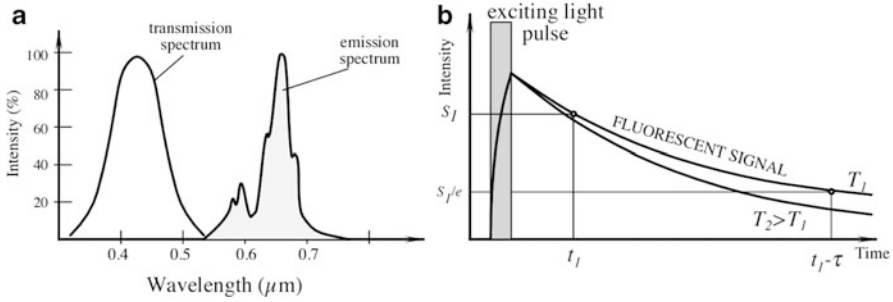 a
transmission
spectrum
emission
spectrum
Intensity (%)
100
80
60
40
20
0.4
0.5
0.6
0.7
Wavelength (μm)
b
exciting light
pulse
Intensity
S1
S1/e
FLUORESCENT SIGNAL
T1
T2>T1
t1
t1-τ
Time